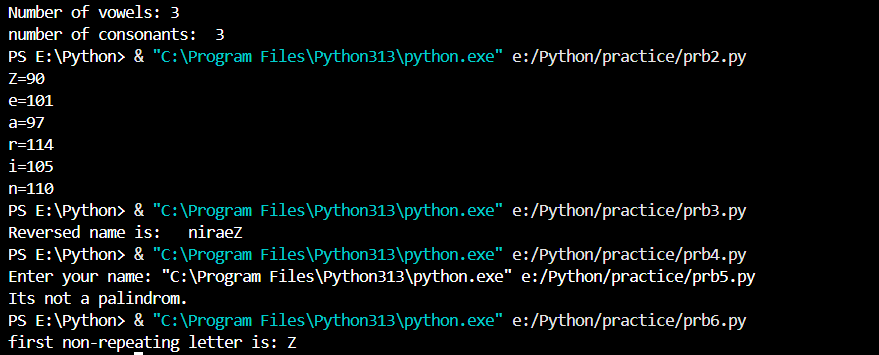 Number of vowels: 3
number of consonants:  3
PS E:\Python> & "C:\Program Files\Python313\python.exe" e:/Python/practice/prb2.py
Z=90
e=101
a=97
r=114
i=105
n=110
PS E:\Python> & "C:\Program Files\Python313\python.exe" e:/Python/practice/prb3.py
Reversed name is:   niraeZ
PS E:\Python> & "C:\Program Files\Python313\python.exe" e:/Python/practice/prb4.py
Enter your name: "C:\Program Files\Python313\python.exe" e:/Python/practice/prb5.py
Its not a palindrom.
PS E:\Python> & "C:\Program Files\Python313\python.exe" e:/Python/practice/prb6.py
first non-repeating letter is: Z